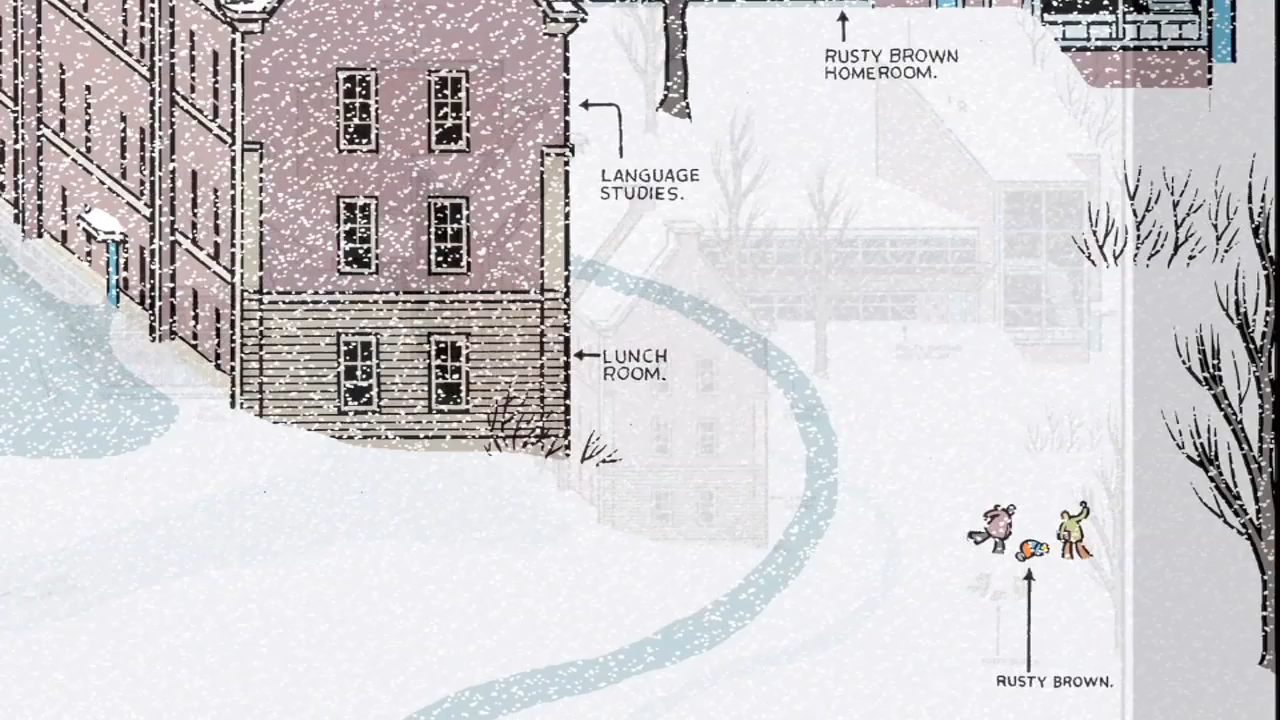 RUSTY BROWN
HOMEROOM.
LANGUAGE
STUDIES.
LUNCH
ROOM.
RUSTY BROWN.